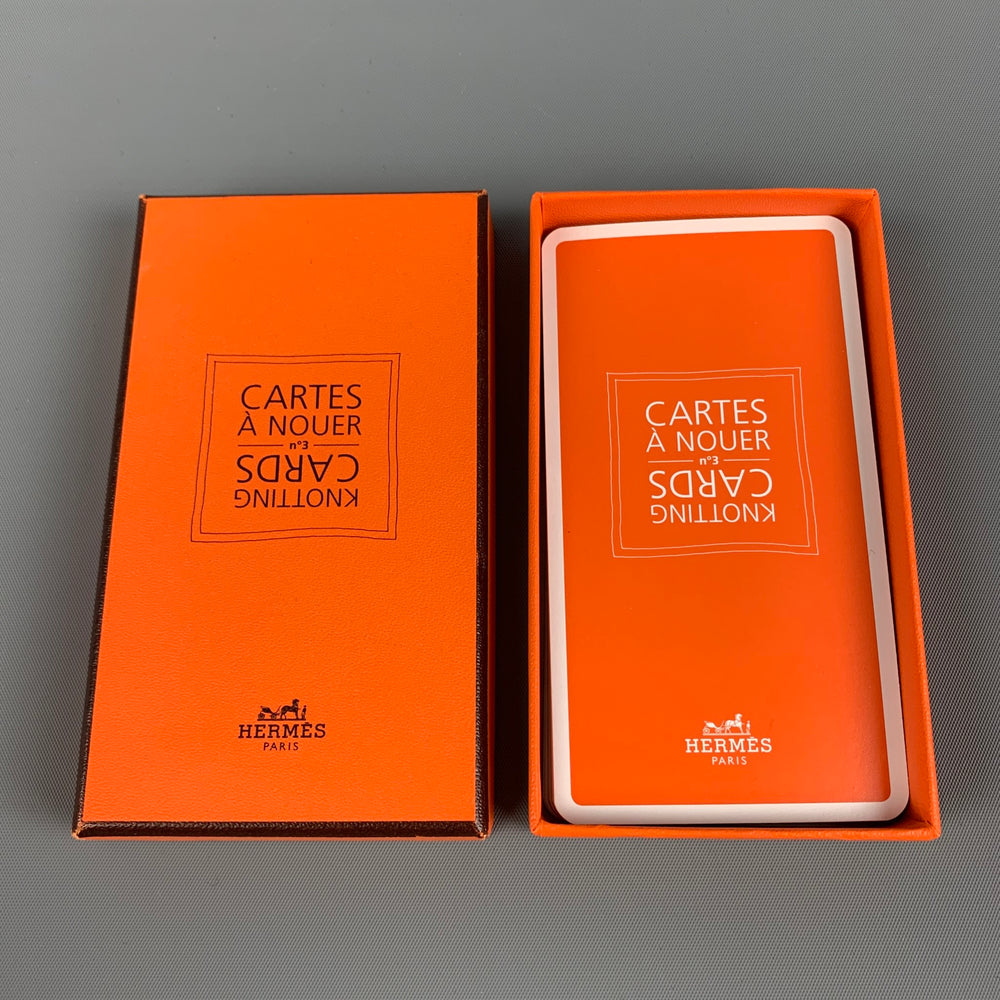 CARTES
À NOUER
n°3
KNOTTING
CARDS
HERMÈS
PARIS
CARTES
À NOUER
n°3
KNOTTING
CARDS
HERMÈS
PARIS